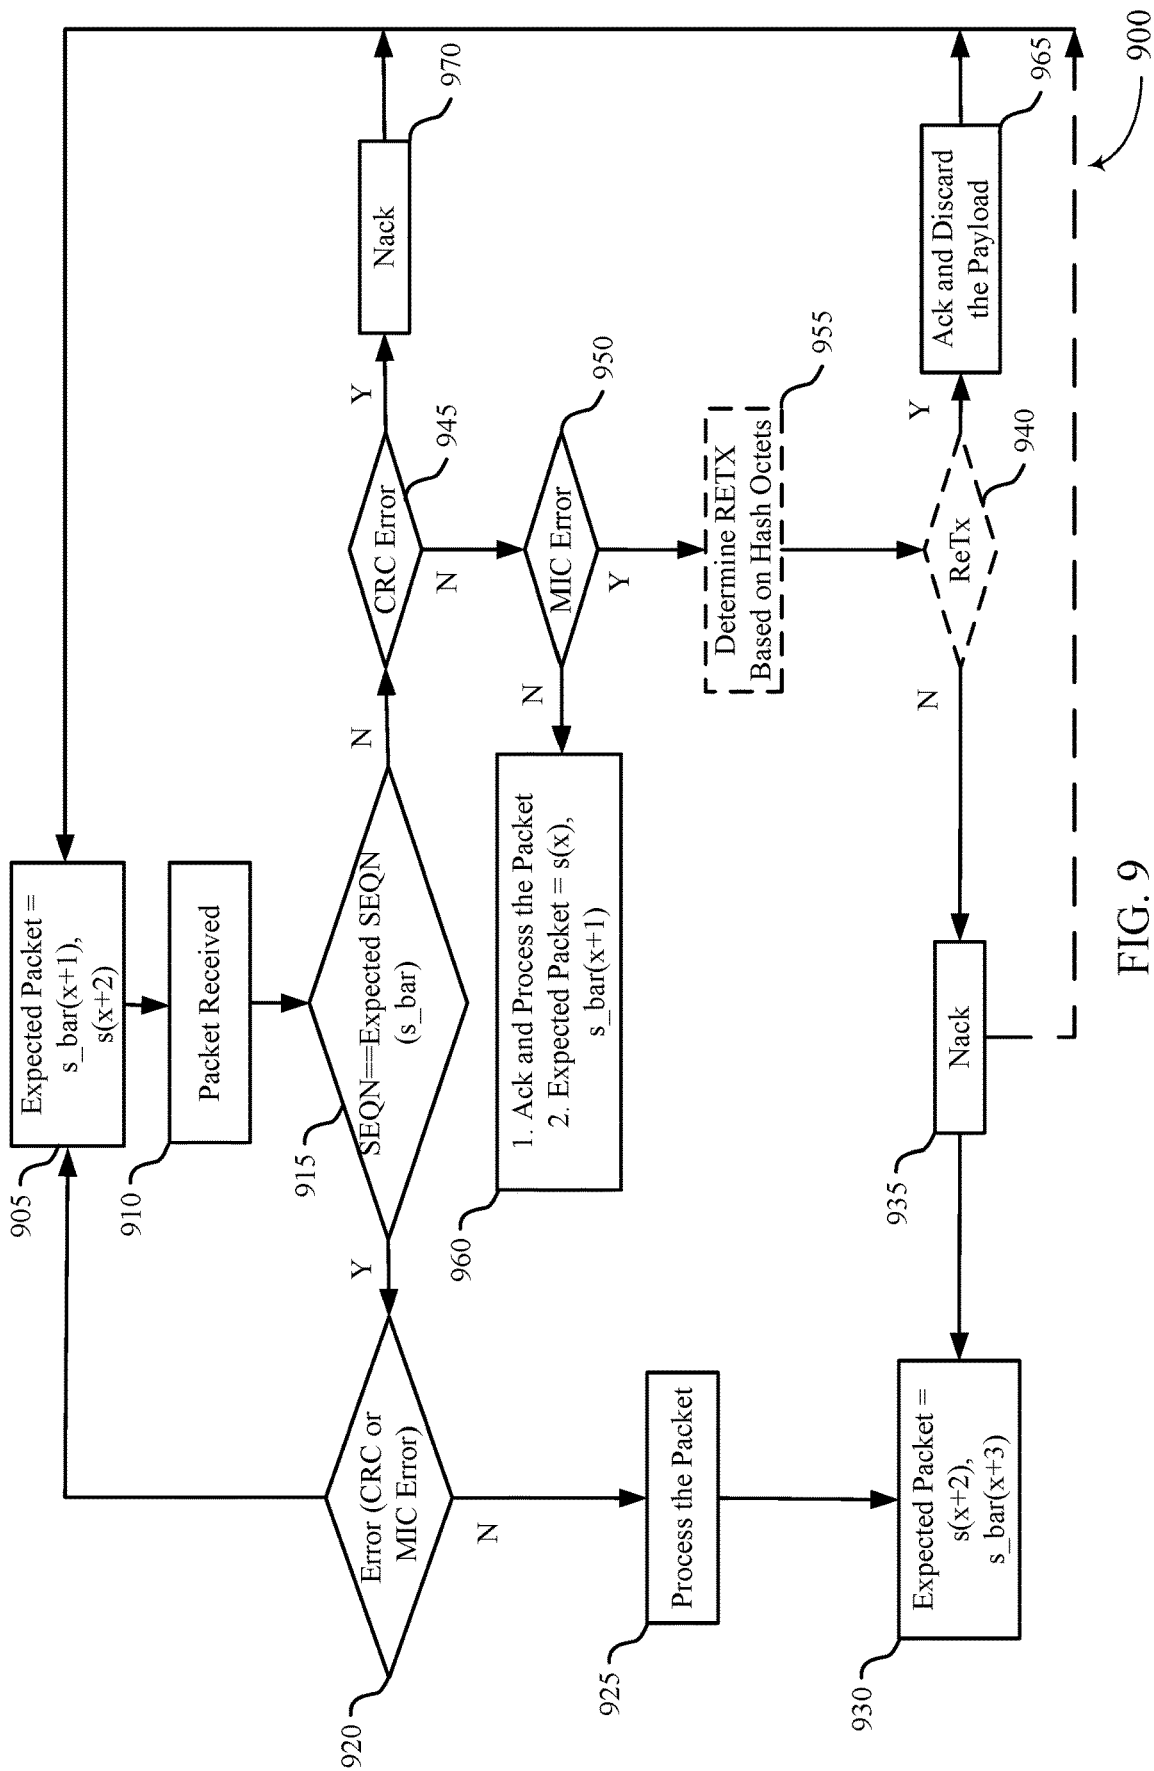 900
905
Expected Packet =
s_bar(x+1),
s(x+2)
910
Packet Received
915
SEQN==Expected SEQN
(s_bar)
Y
N
920
Error (CRC or
MIC Error)
N
925
Process the Packet
930
Expected Packet =
s(x+2),
s_bar(x+3)
945
CRC Error
Y
N
970
Nack
950
MIC Error
N
Y
960
1. Ack and Process the Packet
2. Expected Packet = s(x),
s_bar(x+1)
955
Determine RETX
Based on Hash Octets
940
ReTx
N
Y
935
Nack
965
Ack and Discard
the Payload
FIG. 9